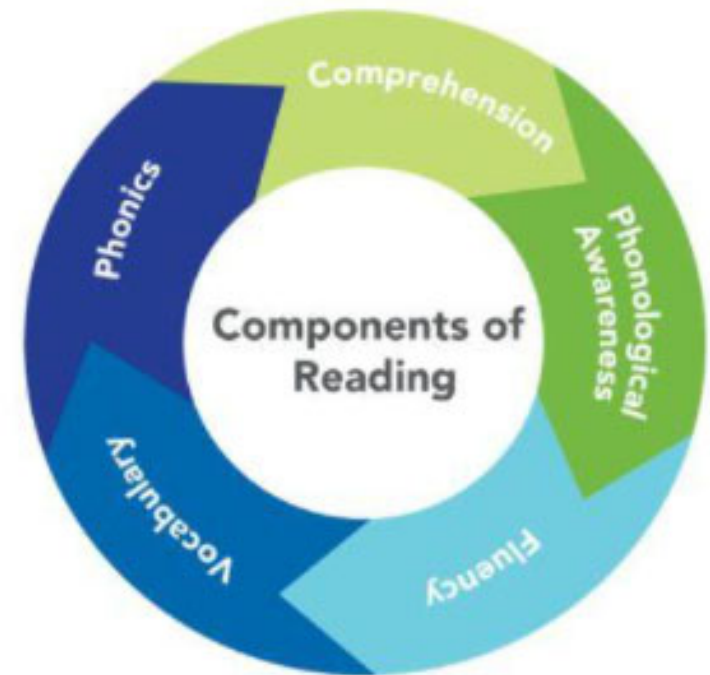 Comprehension
Phonological
Awareness
Fluency
Vocabulary
Phonics
Components of
Reading